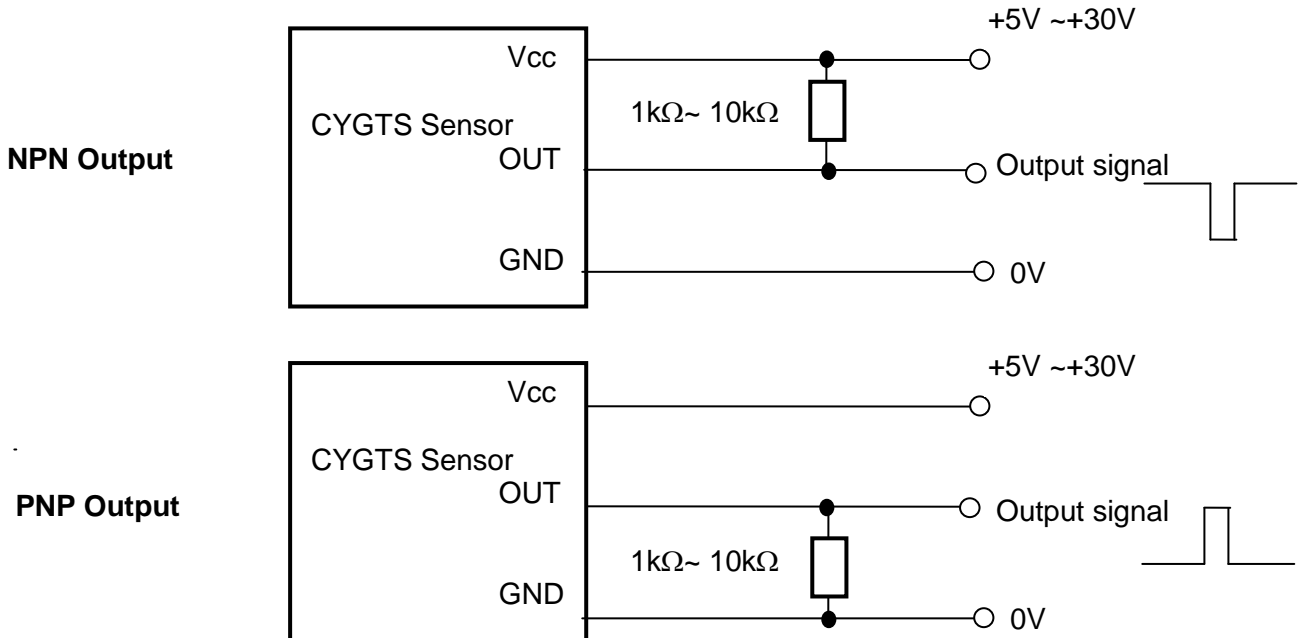 +5V ~+30V
Vcc
1kΩ~ 10kΩ
CYGTS Sensor
NPN Output
OUT
Output signal
GND
0V
+5V ~+30V
Vcc
CYGTS Sensor
PNP Output
OUT
Output signal
1kΩ~ 10kΩ
GND
0V